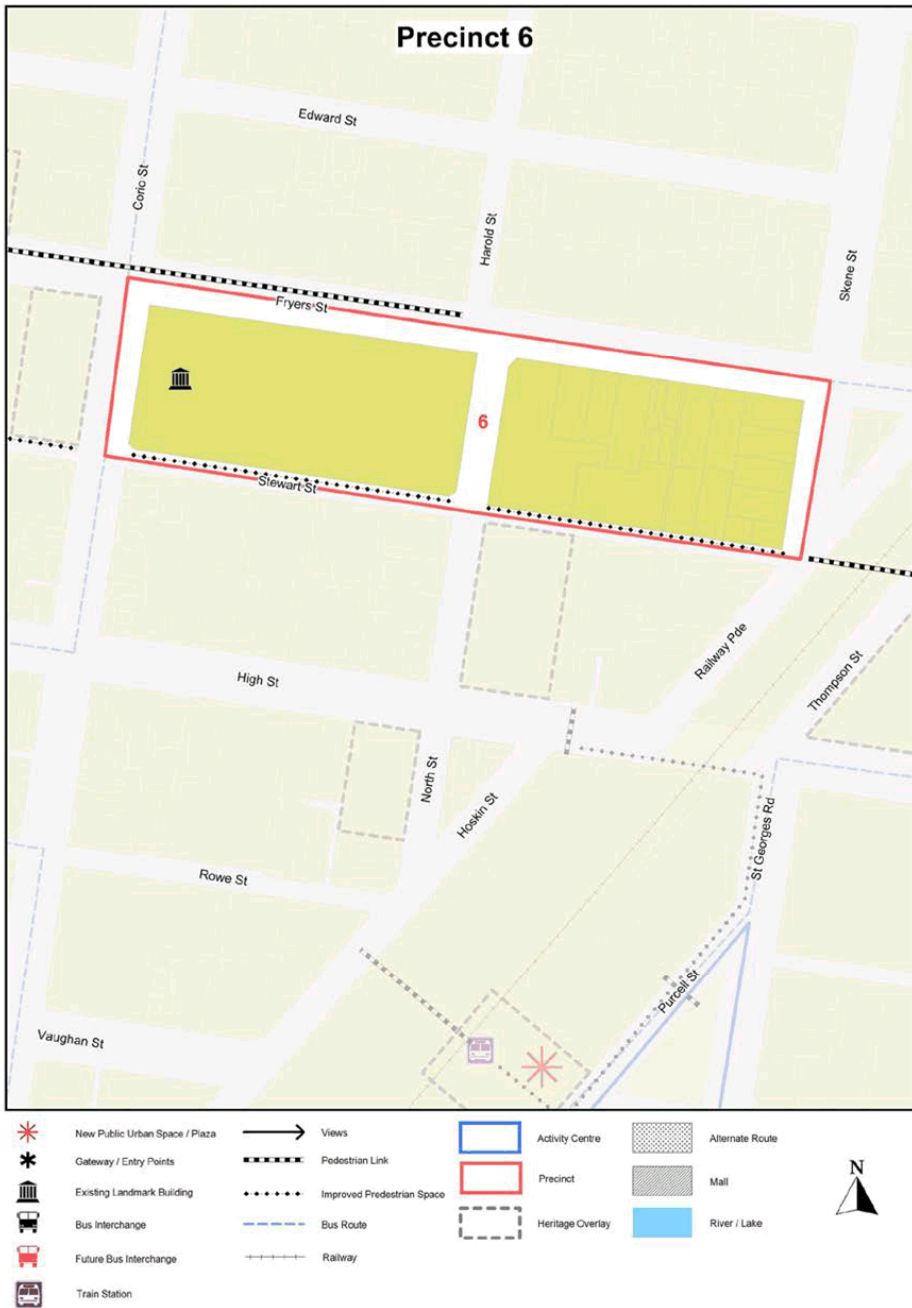 Precinct 6
Edward St
Corio St
Harold St
Skene St
Fryers St
6
Stewart St
Railway Pde
Thompson St
High St
North St
Hoskin St
St Georges Rd
Rowe St
Purcell St
Vaughan St
New Public Urban Space / Plaza
Gateway / Entry Points
Existing Landmark Building
Bus Interchange
Future Bus Interchange
Train Station
Views
Pedestrian Link
Improved Predestrian Space
Bus Route
Railway
Activity Centre
Precinct
Heritage Overlay
Alternate Route
Mall
River / Lake
N